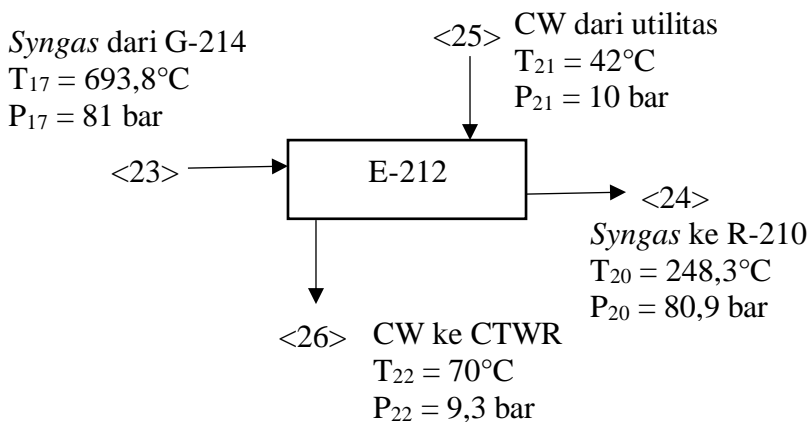 Syngas dari G-214
T17 = 693,8°C
P17 = 81 bar
<23>
<25>
CW dari utilitas
T21 = 42°C
P21 = 10 bar
E-212
<24>
Syngas ke R-210
T20 = 248,3°C
P20 = 80,9 bar
<26>
CW ke CTWR
T22 = 70°C
P22 = 9,3 bar